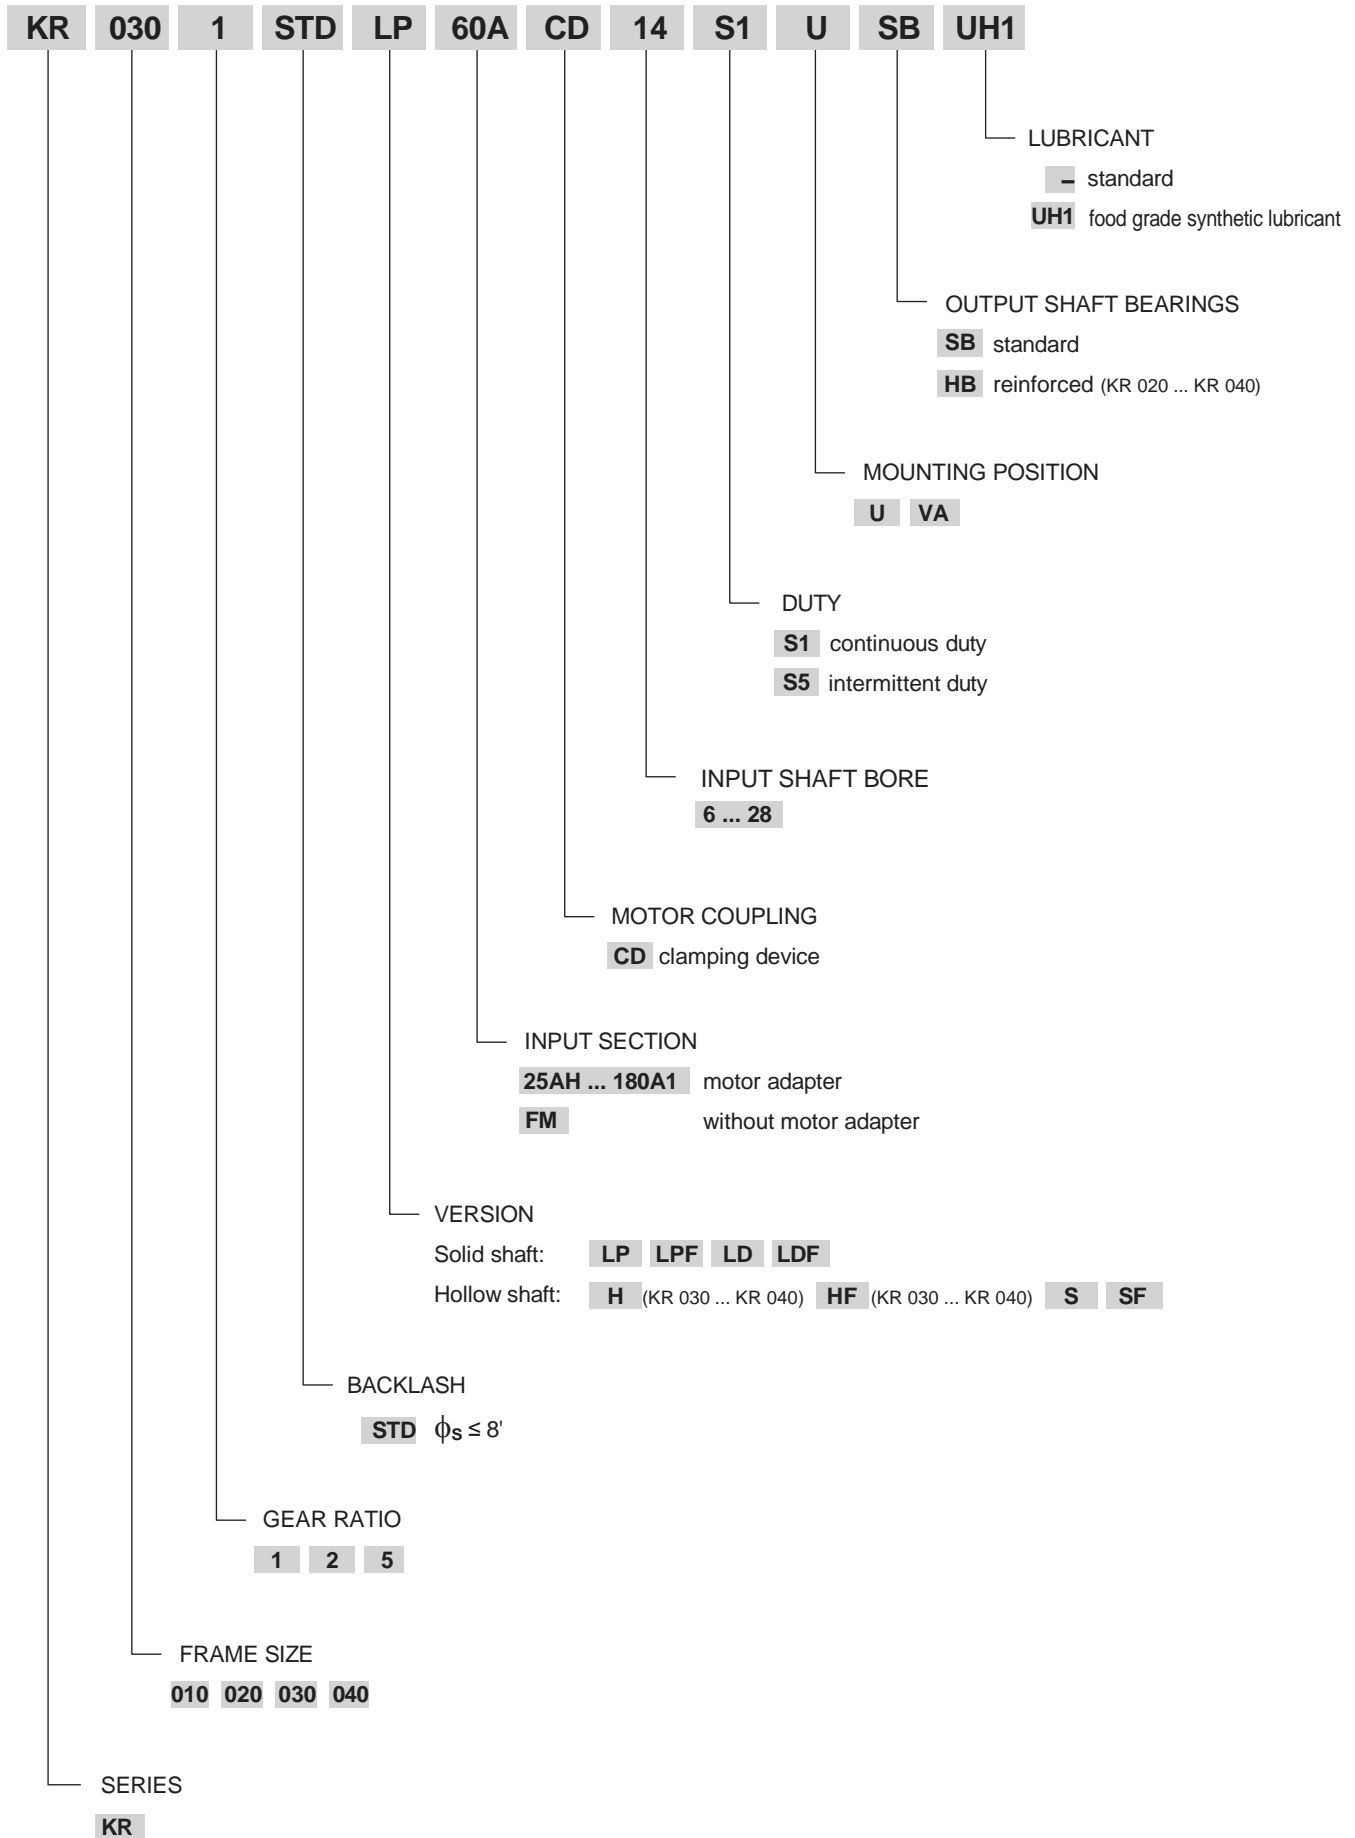 KR 030 1 STD LP 60A CD 14 S1 U SB UH1
LUBRICANT
– standard
UH1 food grade synthetic lubricant
OUTPUT SHAFT BEARINGS
SB standard
HB reinforced (KR 020 ... KR 040)
MOUNTING POSITION
U VA
DUTY
S1 continuous duty
S5 intermittent duty
INPUT SHAFT BORE
6 ... 28
MOTOR COUPLING
CD clamping device
INPUT SECTION
25AH ... 180A1 motor adapter
FM without motor adapter
VERSION
Solid shaft: LP LPF LD LDF
Hollow shaft: H (KR 030 ... KR 040) HF (KR 030 ... KR 040) S SF
BACKLASH
STD ϕs ≤ 8'
GEAR RATIO
1 2 5
FRAME SIZE
010 020 030 040
SERIES
KR